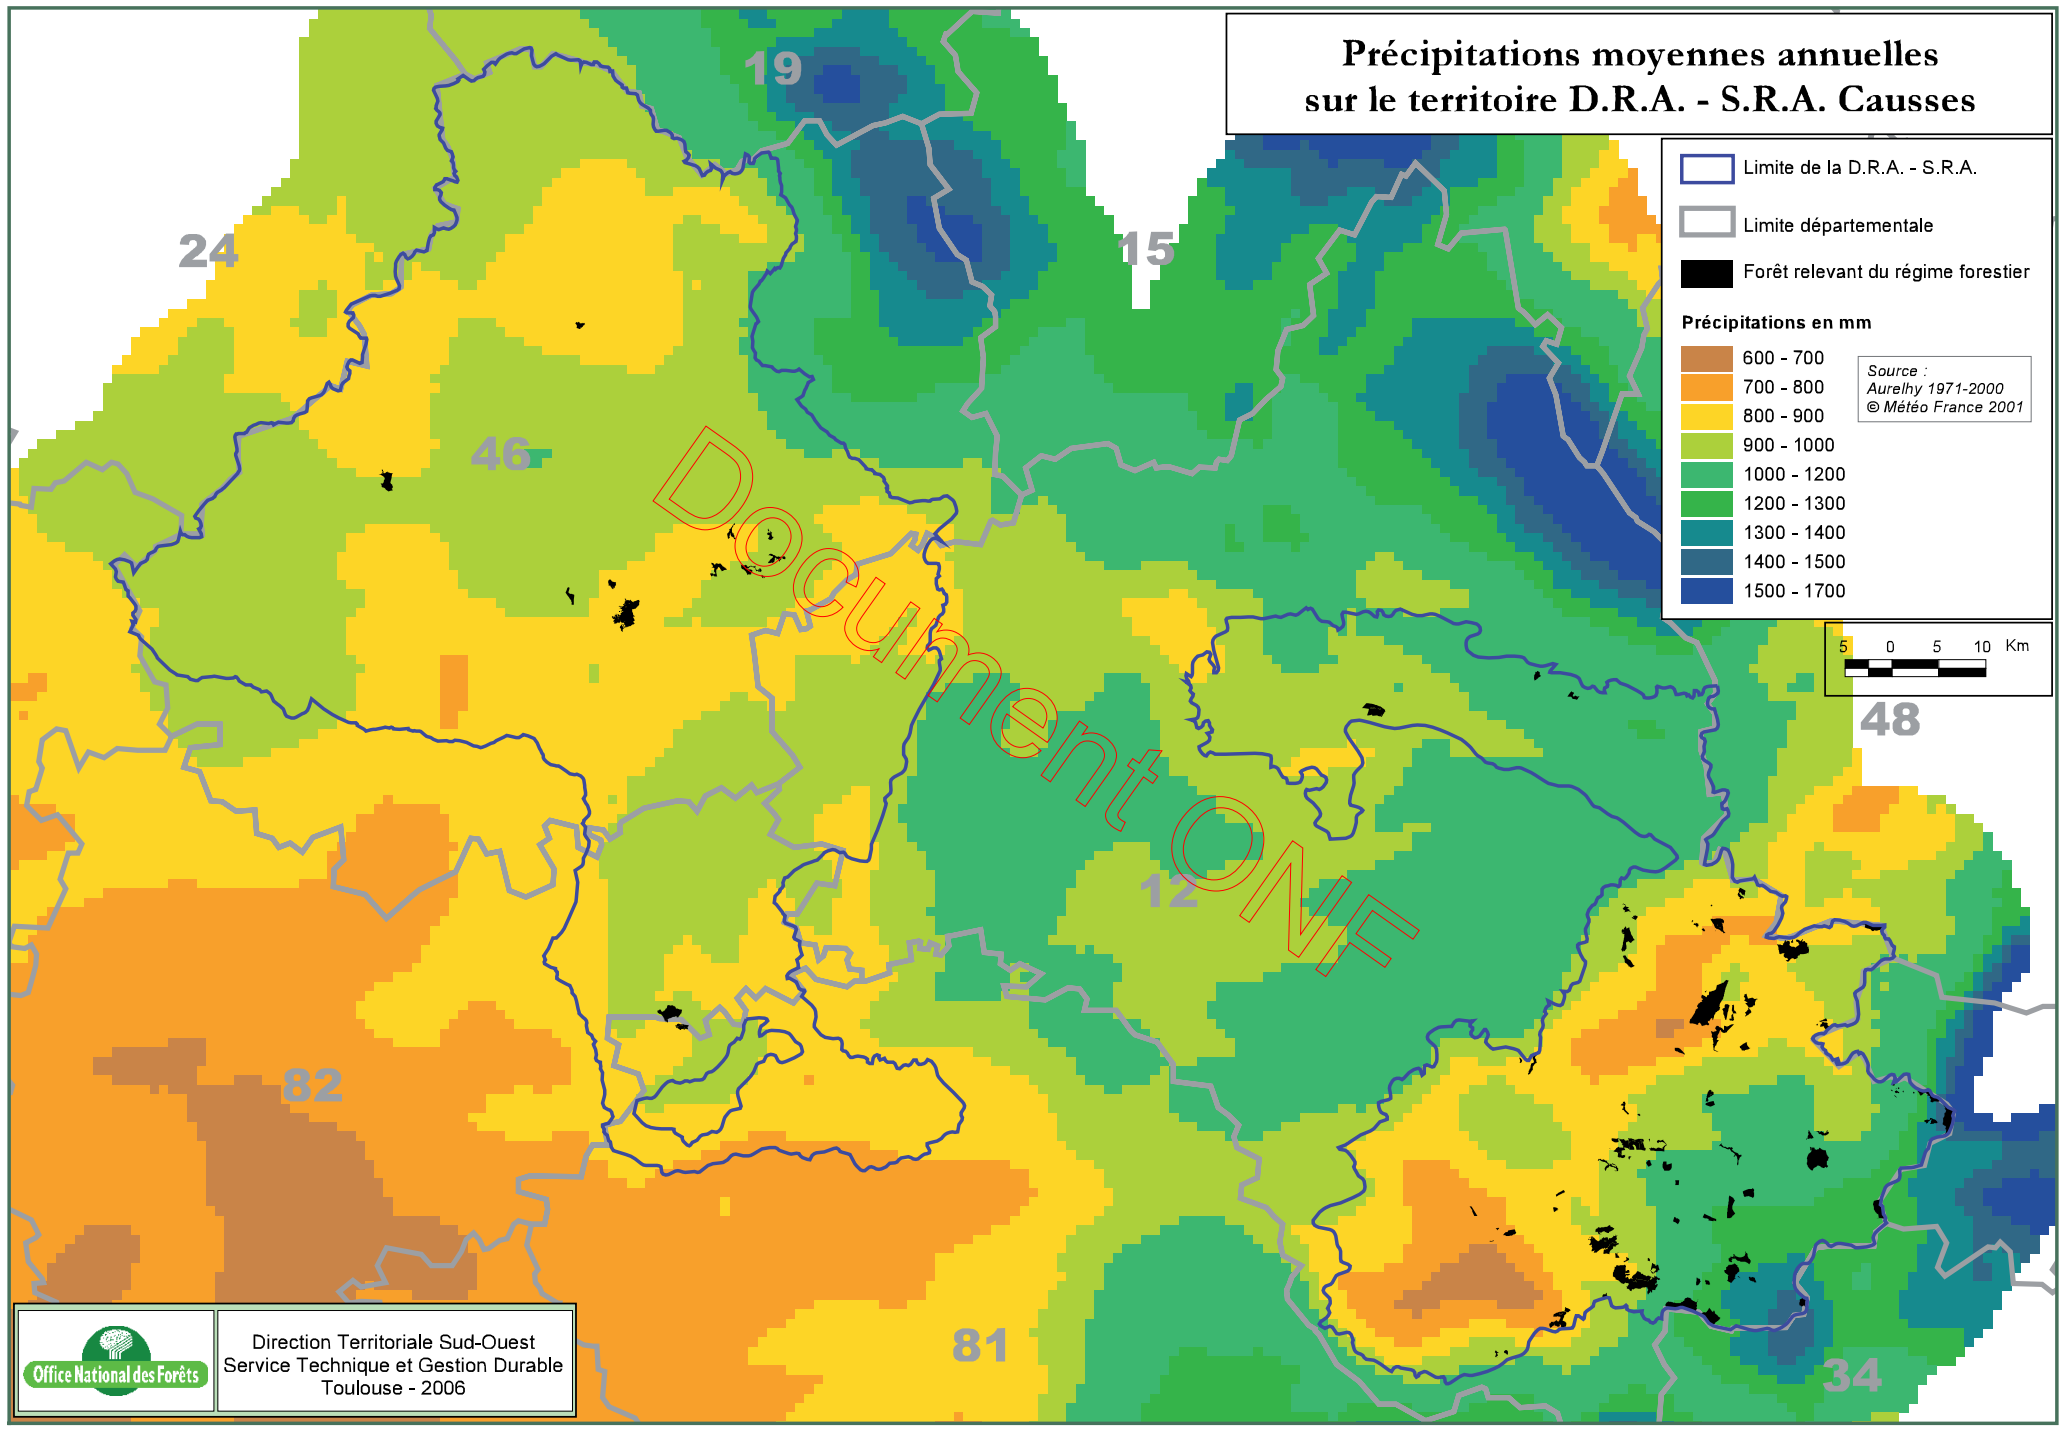 Précipitations moyennes annuelles
sur le territoire D.R.A. - S.R.A. Causses
Limite de la D.R.A. - S.R.A.
Limite départementale
Forêt relevant du régime forestier
Précipitations en mm
600 - 700
700 - 800
800 - 900
900 - 1000
1000 - 1200
1200 - 1300
1300 - 1400
1400 - 1500
1500 - 1700
Source :
Aurelhy 1971-2000
© Météo France 2001
5 0 5 10 Km
19
24
15
46
48
12
82
81
34
Document ONF
Office National des Forêts
Direction Territoriale Sud-Ouest
Service Technique et Gestion Durable
Toulouse - 2006